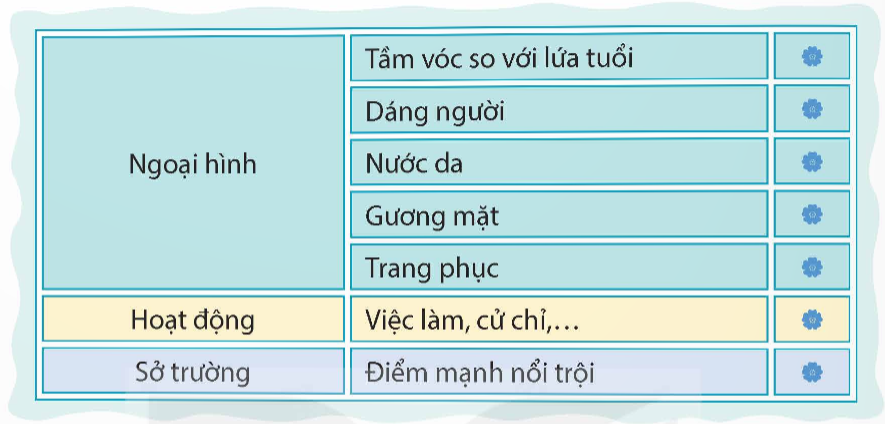 Ngoại hình
Tầm vóc so với lứa tuổi
Dáng người
Nước da
Gương mặt
Trang phục
Hoạt động
Việc làm, cử chỉ,...
Sở trường
Điểm mạnh nổi trội